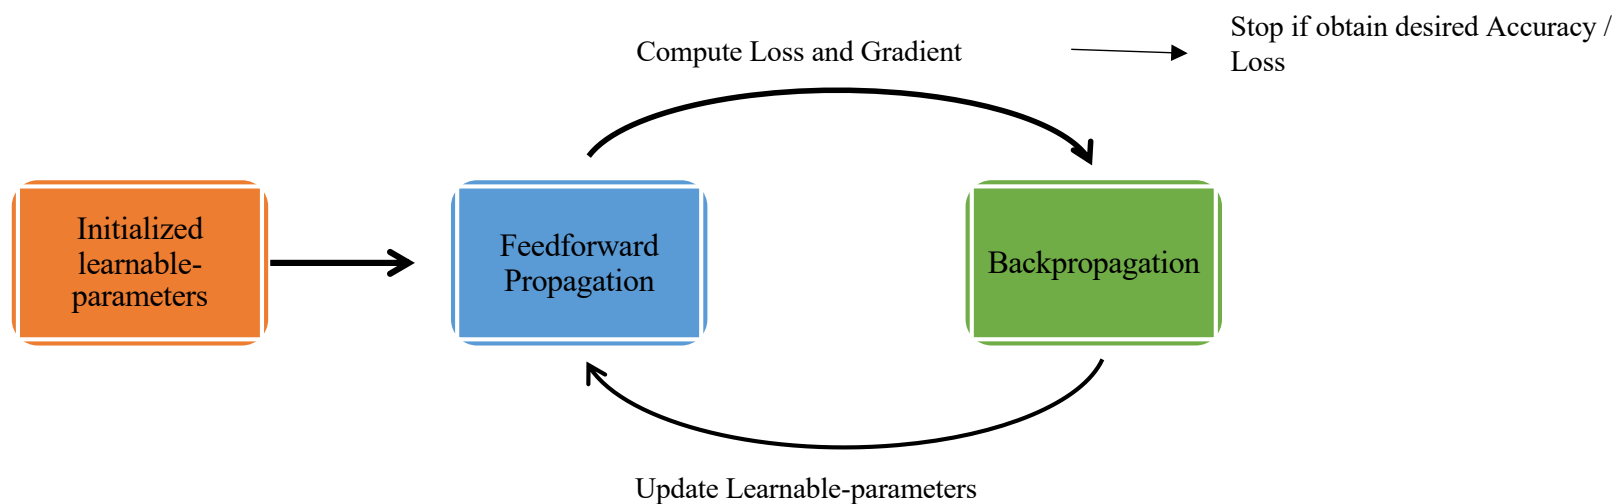 Compute Loss and Gradient
Stop if obtain desired Accuracy /
Loss
Initialized
learnable-
parameters
Feedforward
Propagation
Backpropagation
Update Learnable-parameters